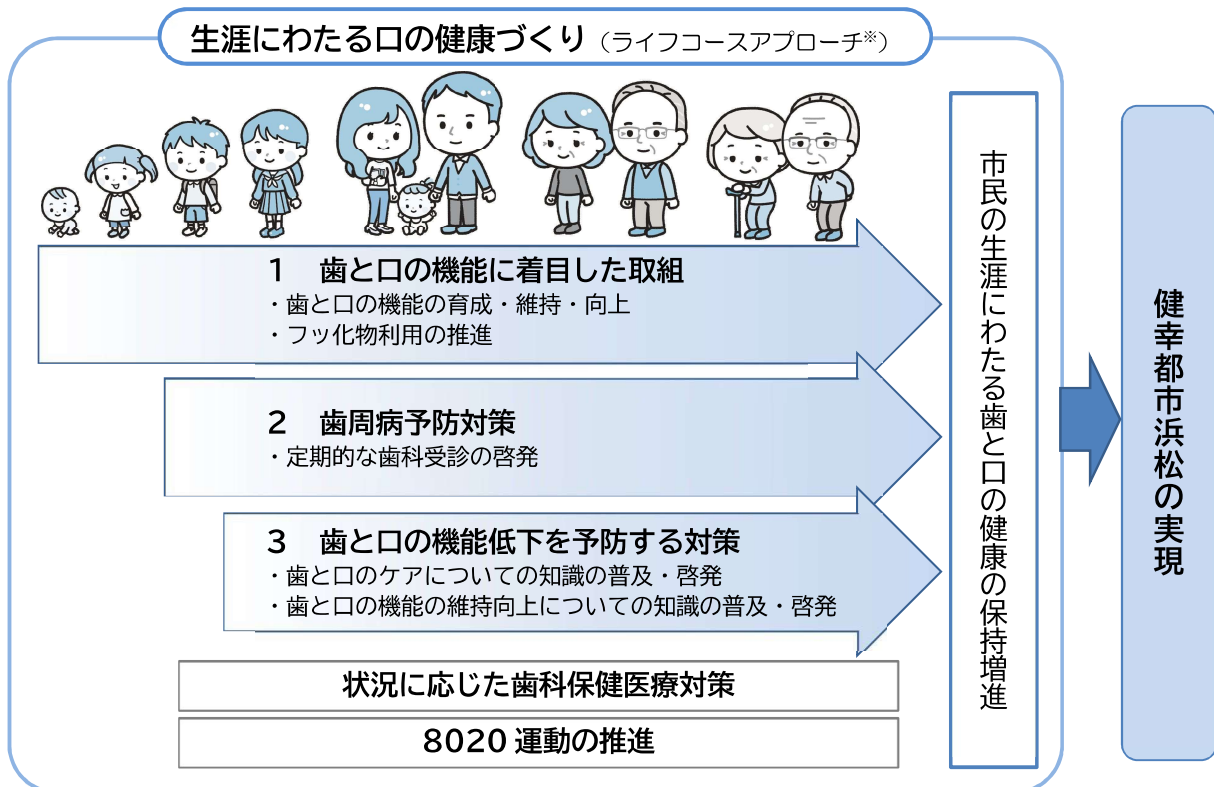 生涯にわたる口の健康づくり（ライフコースアプローチ※）
1　歯と口の機能に着目した取組
・歯と口の機能の育成・維持・向上
・フッ化物利用の推進
2　歯周病予防対策
・定期的な歯科受診の啓発
3　歯と口の機能低下を予防する対策
・歯と口のケアについての知識の普及・啓発
・歯と口の機能の維持向上についての知識の普及・啓発
状況に応じた歯科保健医療対策
8020運動の推進
市民の生涯にわたる歯と口の健康の保持増進
健幸都市浜松の実現